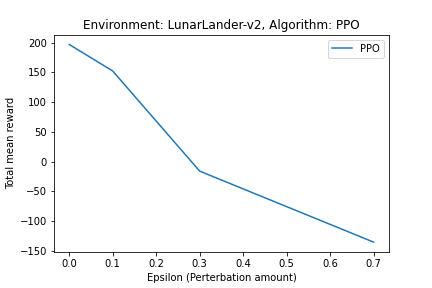 Environment: LunarLander-v2, Algorithm: PPO
PPO
Total mean reward
200
150
100
50
0
−50
−100
−150
0.0 0.1 0.2 0.3 0.4 0.5 0.6 0.7
Epsilon (Perterbation amount)